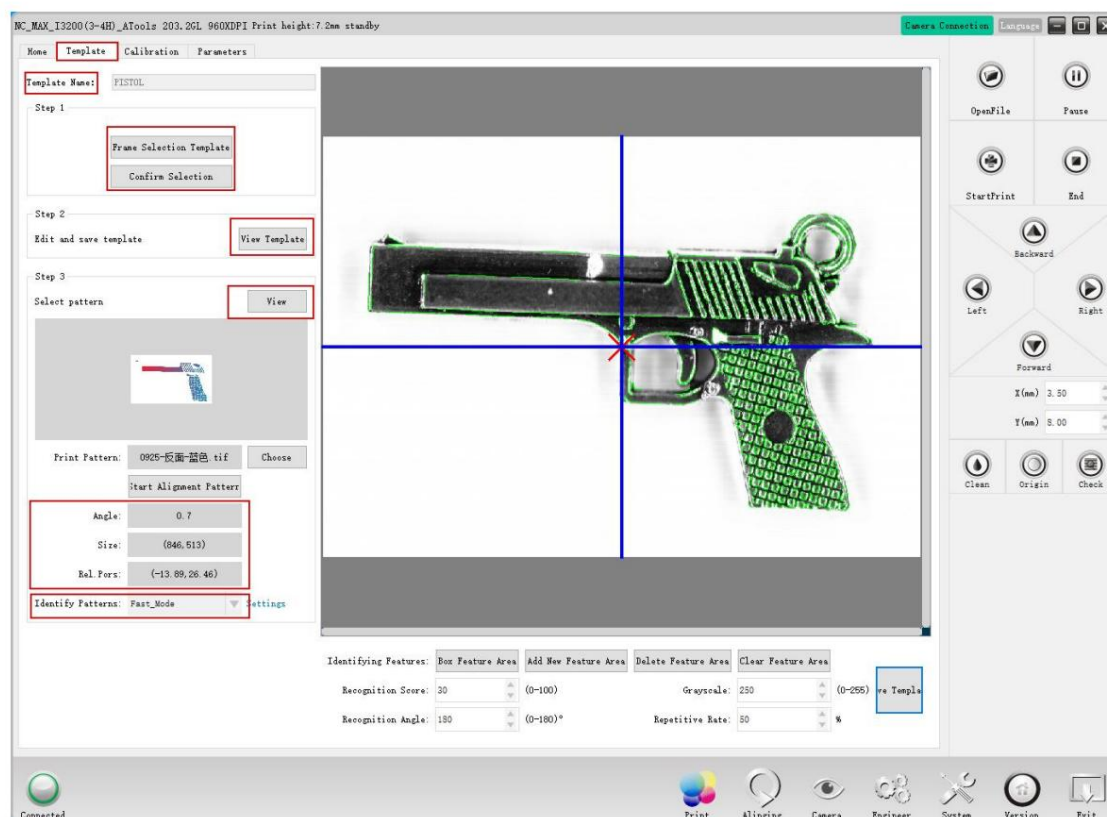 NC_MAX_I3200(3-4H)_ATools 203.2GL 960XDPI Print height:7.2mm standby
Camera Connection
Language
Home Template Calibration Parameters
Template Name: PISTOL
Step 1
Frame Selection Template
Confirm Selection
Step 2
Edit and save template
View Template
Step 3
Select pattern
View
Print Pattern: 0925-反面-蓝色.tif Choose
Start Alignment Pattern
Angle: 0.7
Size: (846,513)
Rel.Pors: (-13.89,26.46)
Identify Patterns: Fast_Mode Settings
Identifying Features: Box Feature Area Add New Feature Area Delete Feature Area Clear Feature Area
Recognition Score: 30 (0-100) Grayscale: 250 (0-255)
ve Templa
Recognition Angle: 180 (0-180)° Repetitive Rate: 50 %
OpenFile Pause
StartPrint End
Backward
Left Right
Forward
X(mm) 3.50
Y(mm) 5.00
Clean Origin Check
Connected
Print Alinging Camera Engineer System Version Exit